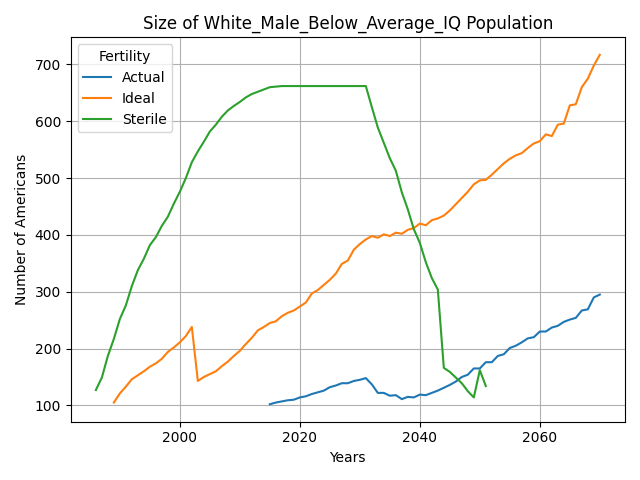 Size of White_Male_Below_Average_IQ Population
Fertility
Actual
Ideal
Sterile
Number of Americans
700
600
500
400
300
200
100
2000
2020
2040
2060
Years